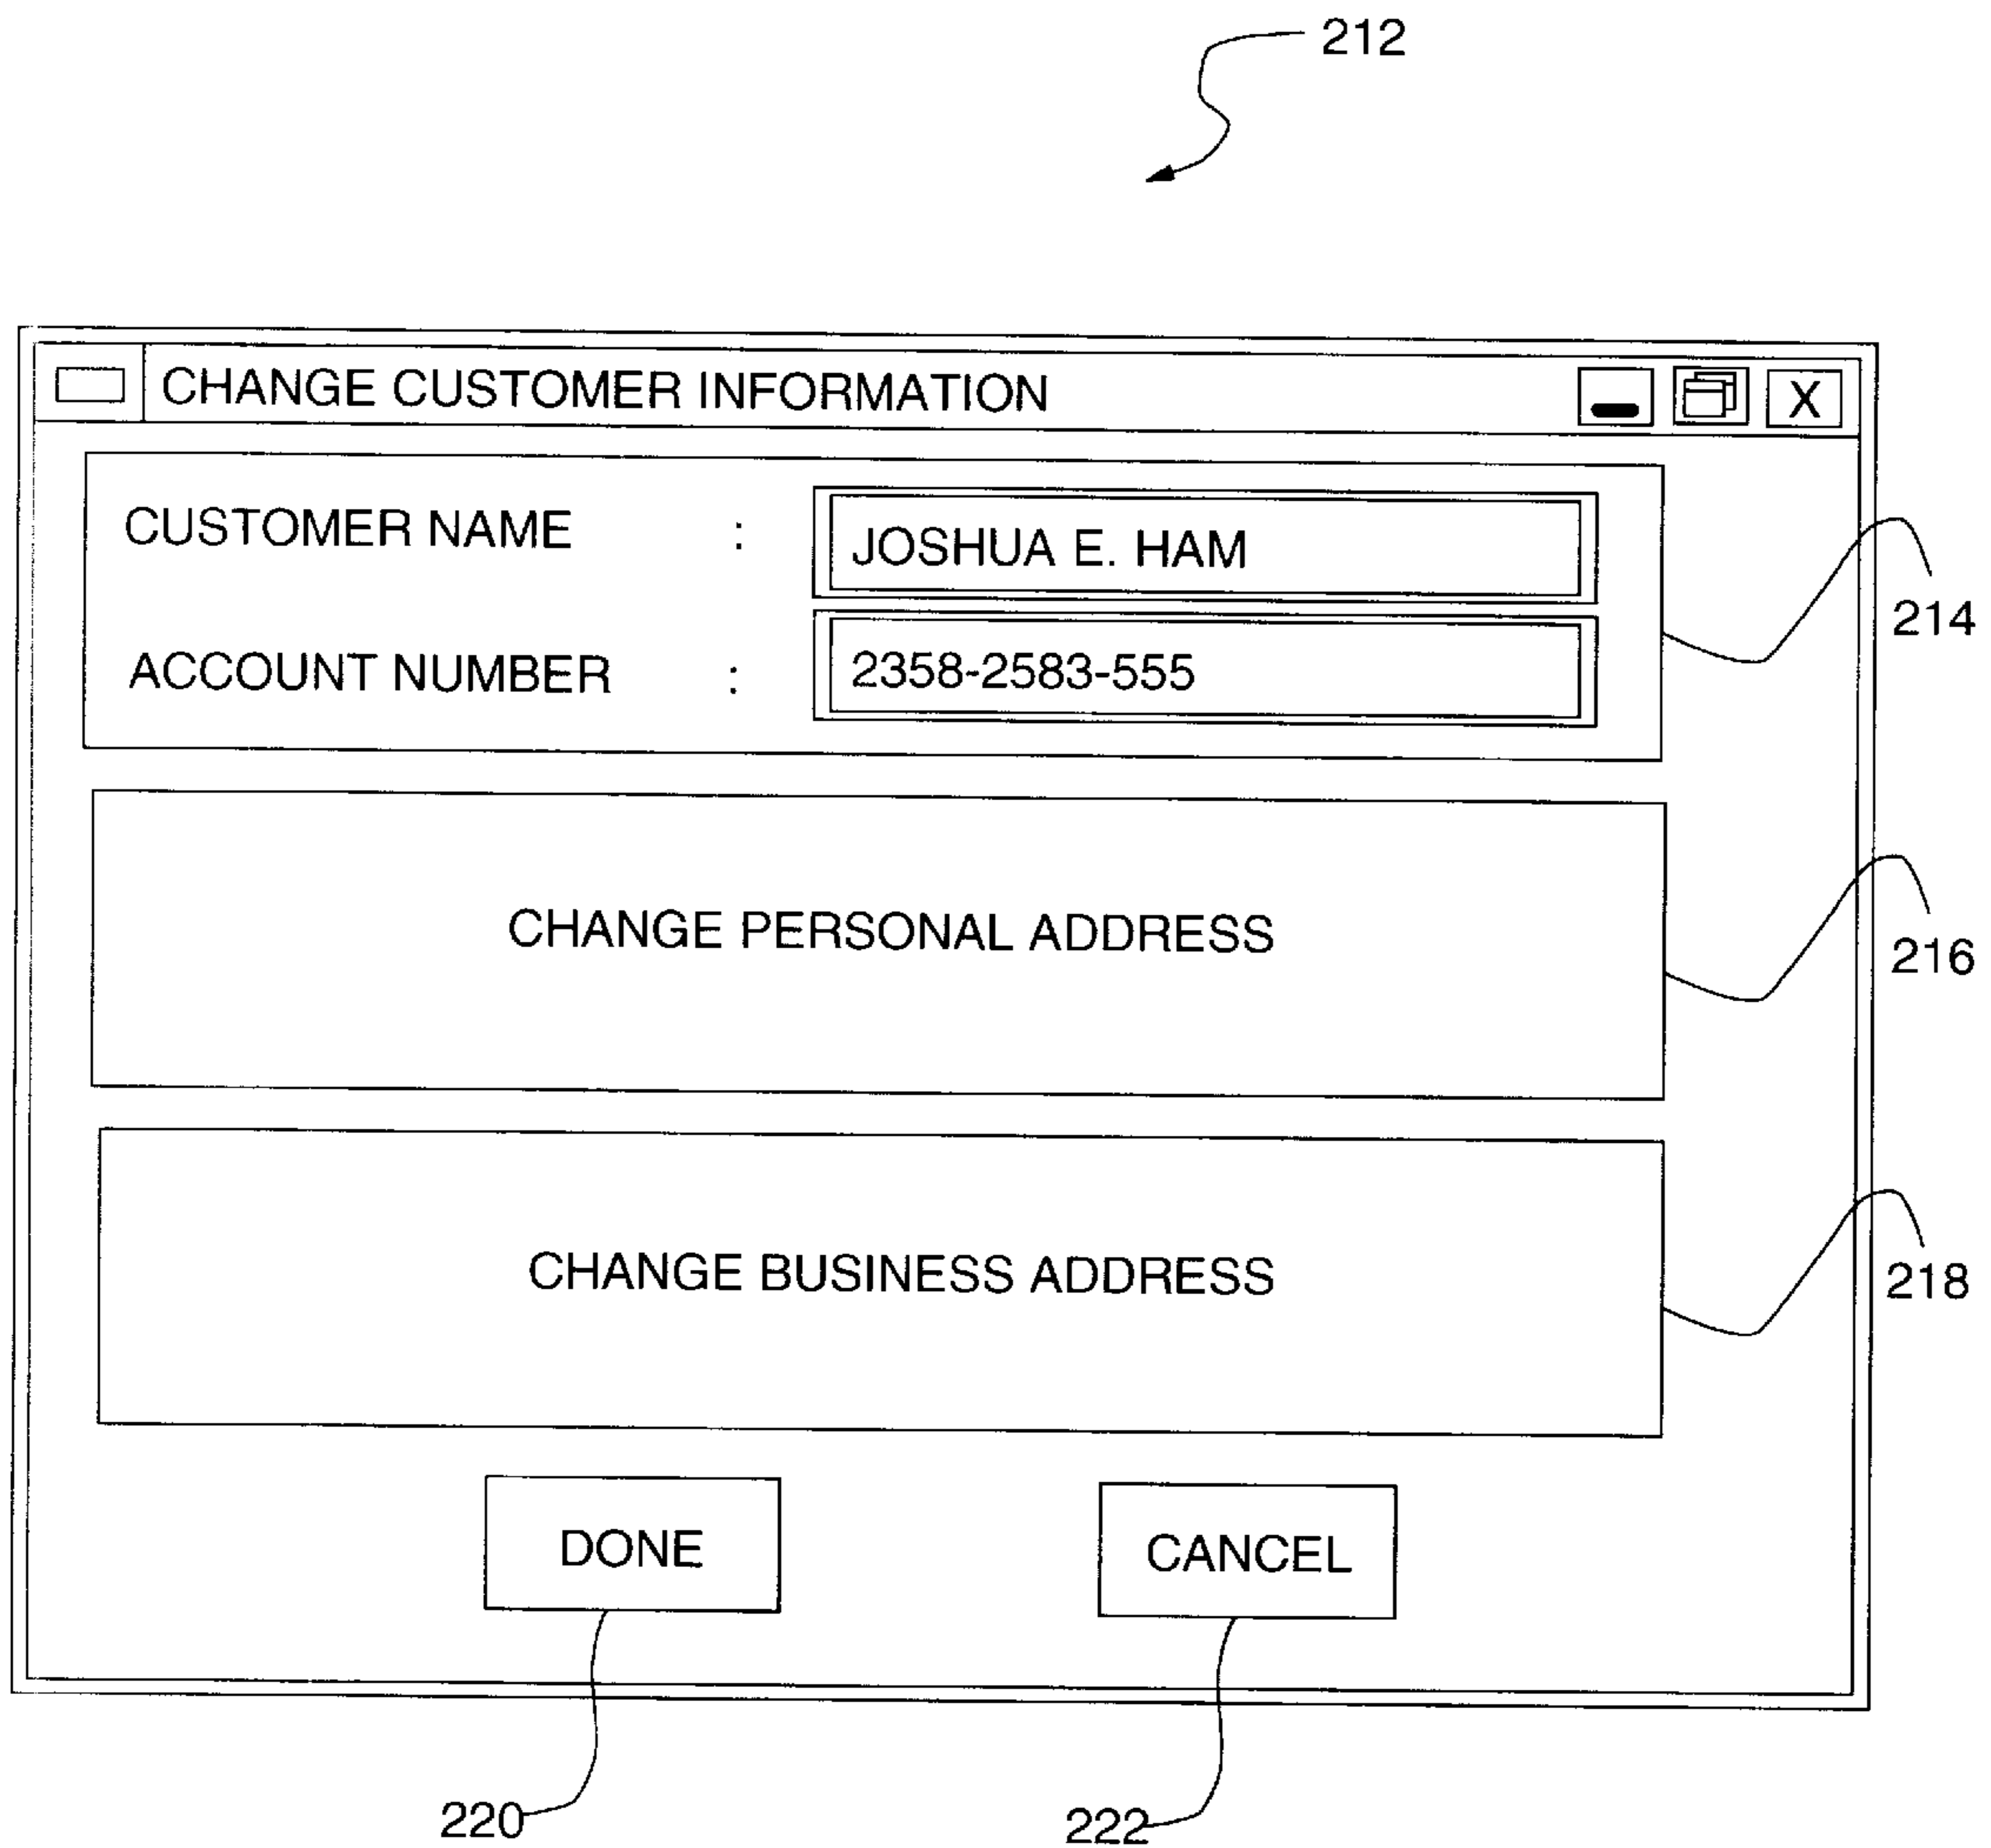 212
CHANGE CUSTOMER INFORMATION X
CUSTOMER NAME : JOSHUA E. HAM
214
ACCOUNT NUMBER : 2358-2583-555
CHANGE PERSONAL ADDRESS
216
CHANGE BUSINESS ADDRESS
218
DONE CANCEL
220 222